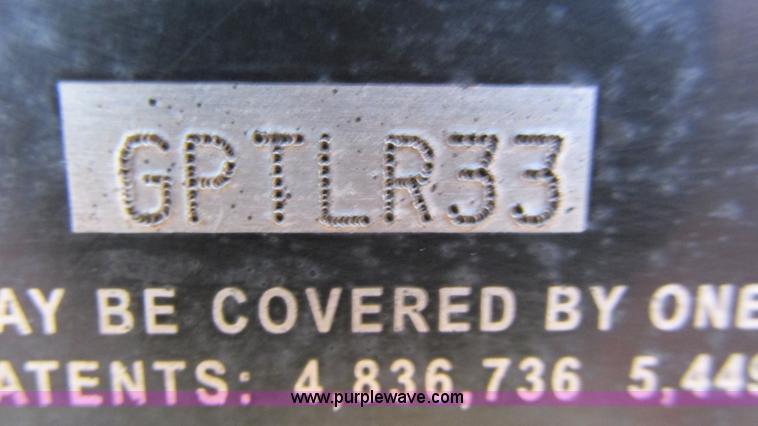 GPTLR33
AY BE COVERED BY ONE
ATENTS: 4,836,736 5,449
www.purplewave.com